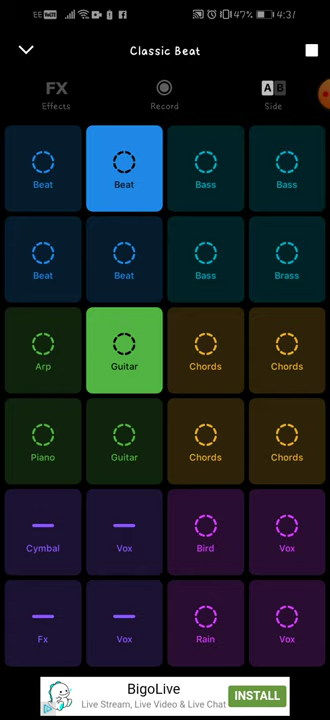 EE VoLTE 47% 4:37
Classic Beat
FX A B
Effects Record Side
Beat Beat Bass Bass
Beat Beat Bass Brass
Arp Guitar Chords Chords
Piano Guitar Chords Chords
Cymbal Vox Bird Vox
Fx Vox Rain Vox
BigoLive
Live Stream, Live Video & Live Chat
INSTALL